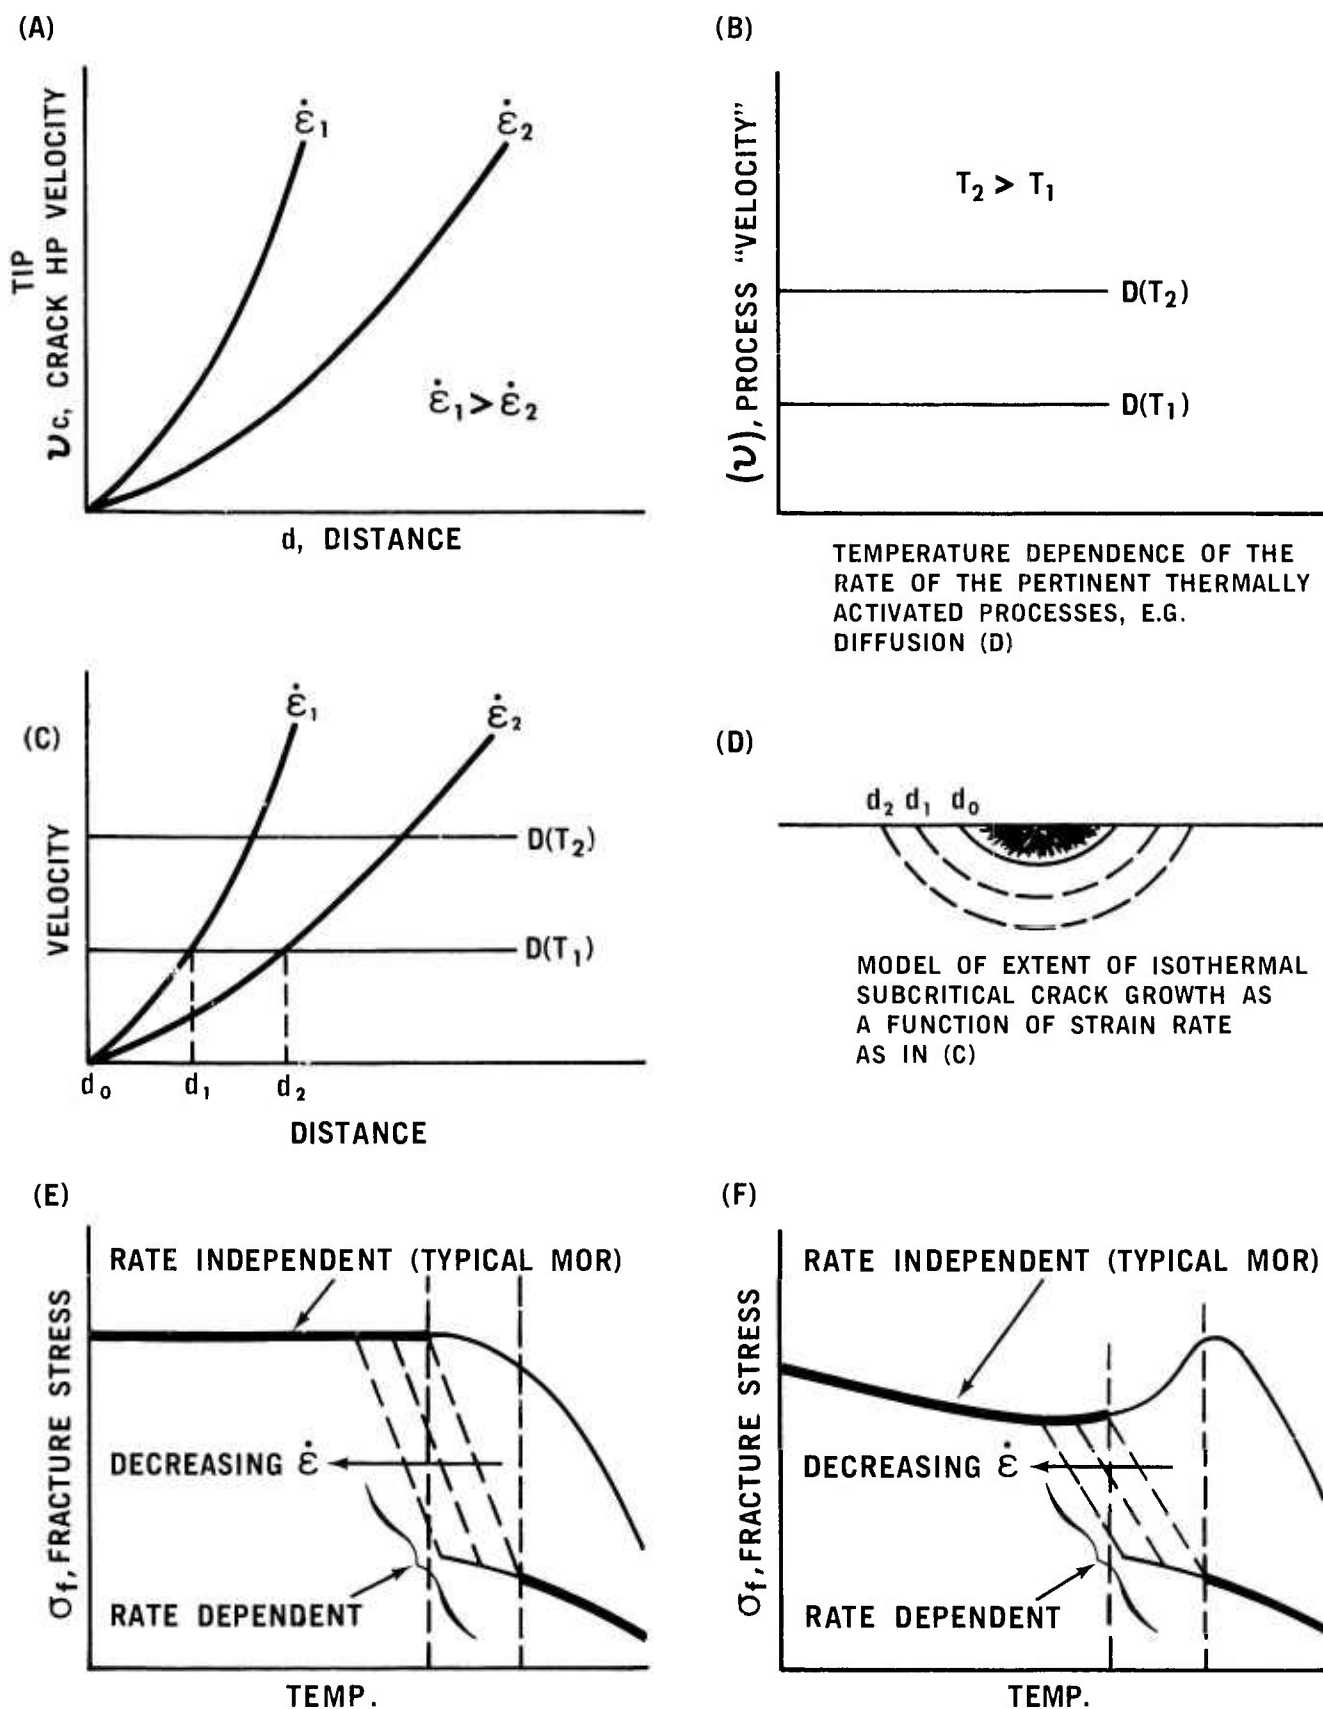 (A)
TIP
υc, CRACK HP VELOCITY
ε̇1
ε̇2
ε̇1 > ε̇2
d, DISTANCE
(B)
(υ), PROCESS "VELOCITY"
T2 > T1
D(T2)
D(T1)
TEMPERATURE DEPENDENCE OF THE
RATE OF THE PERTINENT THERMALLY
ACTIVATED PROCESSES, E.G.
DIFFUSION (D)
(C)
VELOCITY
ε̇1
ε̇2
D(T2)
D(T1)
d0
d1
d2
DISTANCE
(D)
d2 d1 d0
MODEL OF EXTENT OF ISOTHERMAL
SUBCRITICAL CRACK GROWTH AS
A FUNCTION OF STRAIN RATE
AS IN (C)
(E)
σf, FRACTURE STRESS
RATE INDEPENDENT (TYPICAL MOR)
DECREASING ε̇
RATE DEPENDENT
TEMP.
(F)
σf, FRACTURE STRESS
RATE INDEPENDENT (TYPICAL MOR)
DECREASING ε̇
RATE DEPENDENT
TEMP.